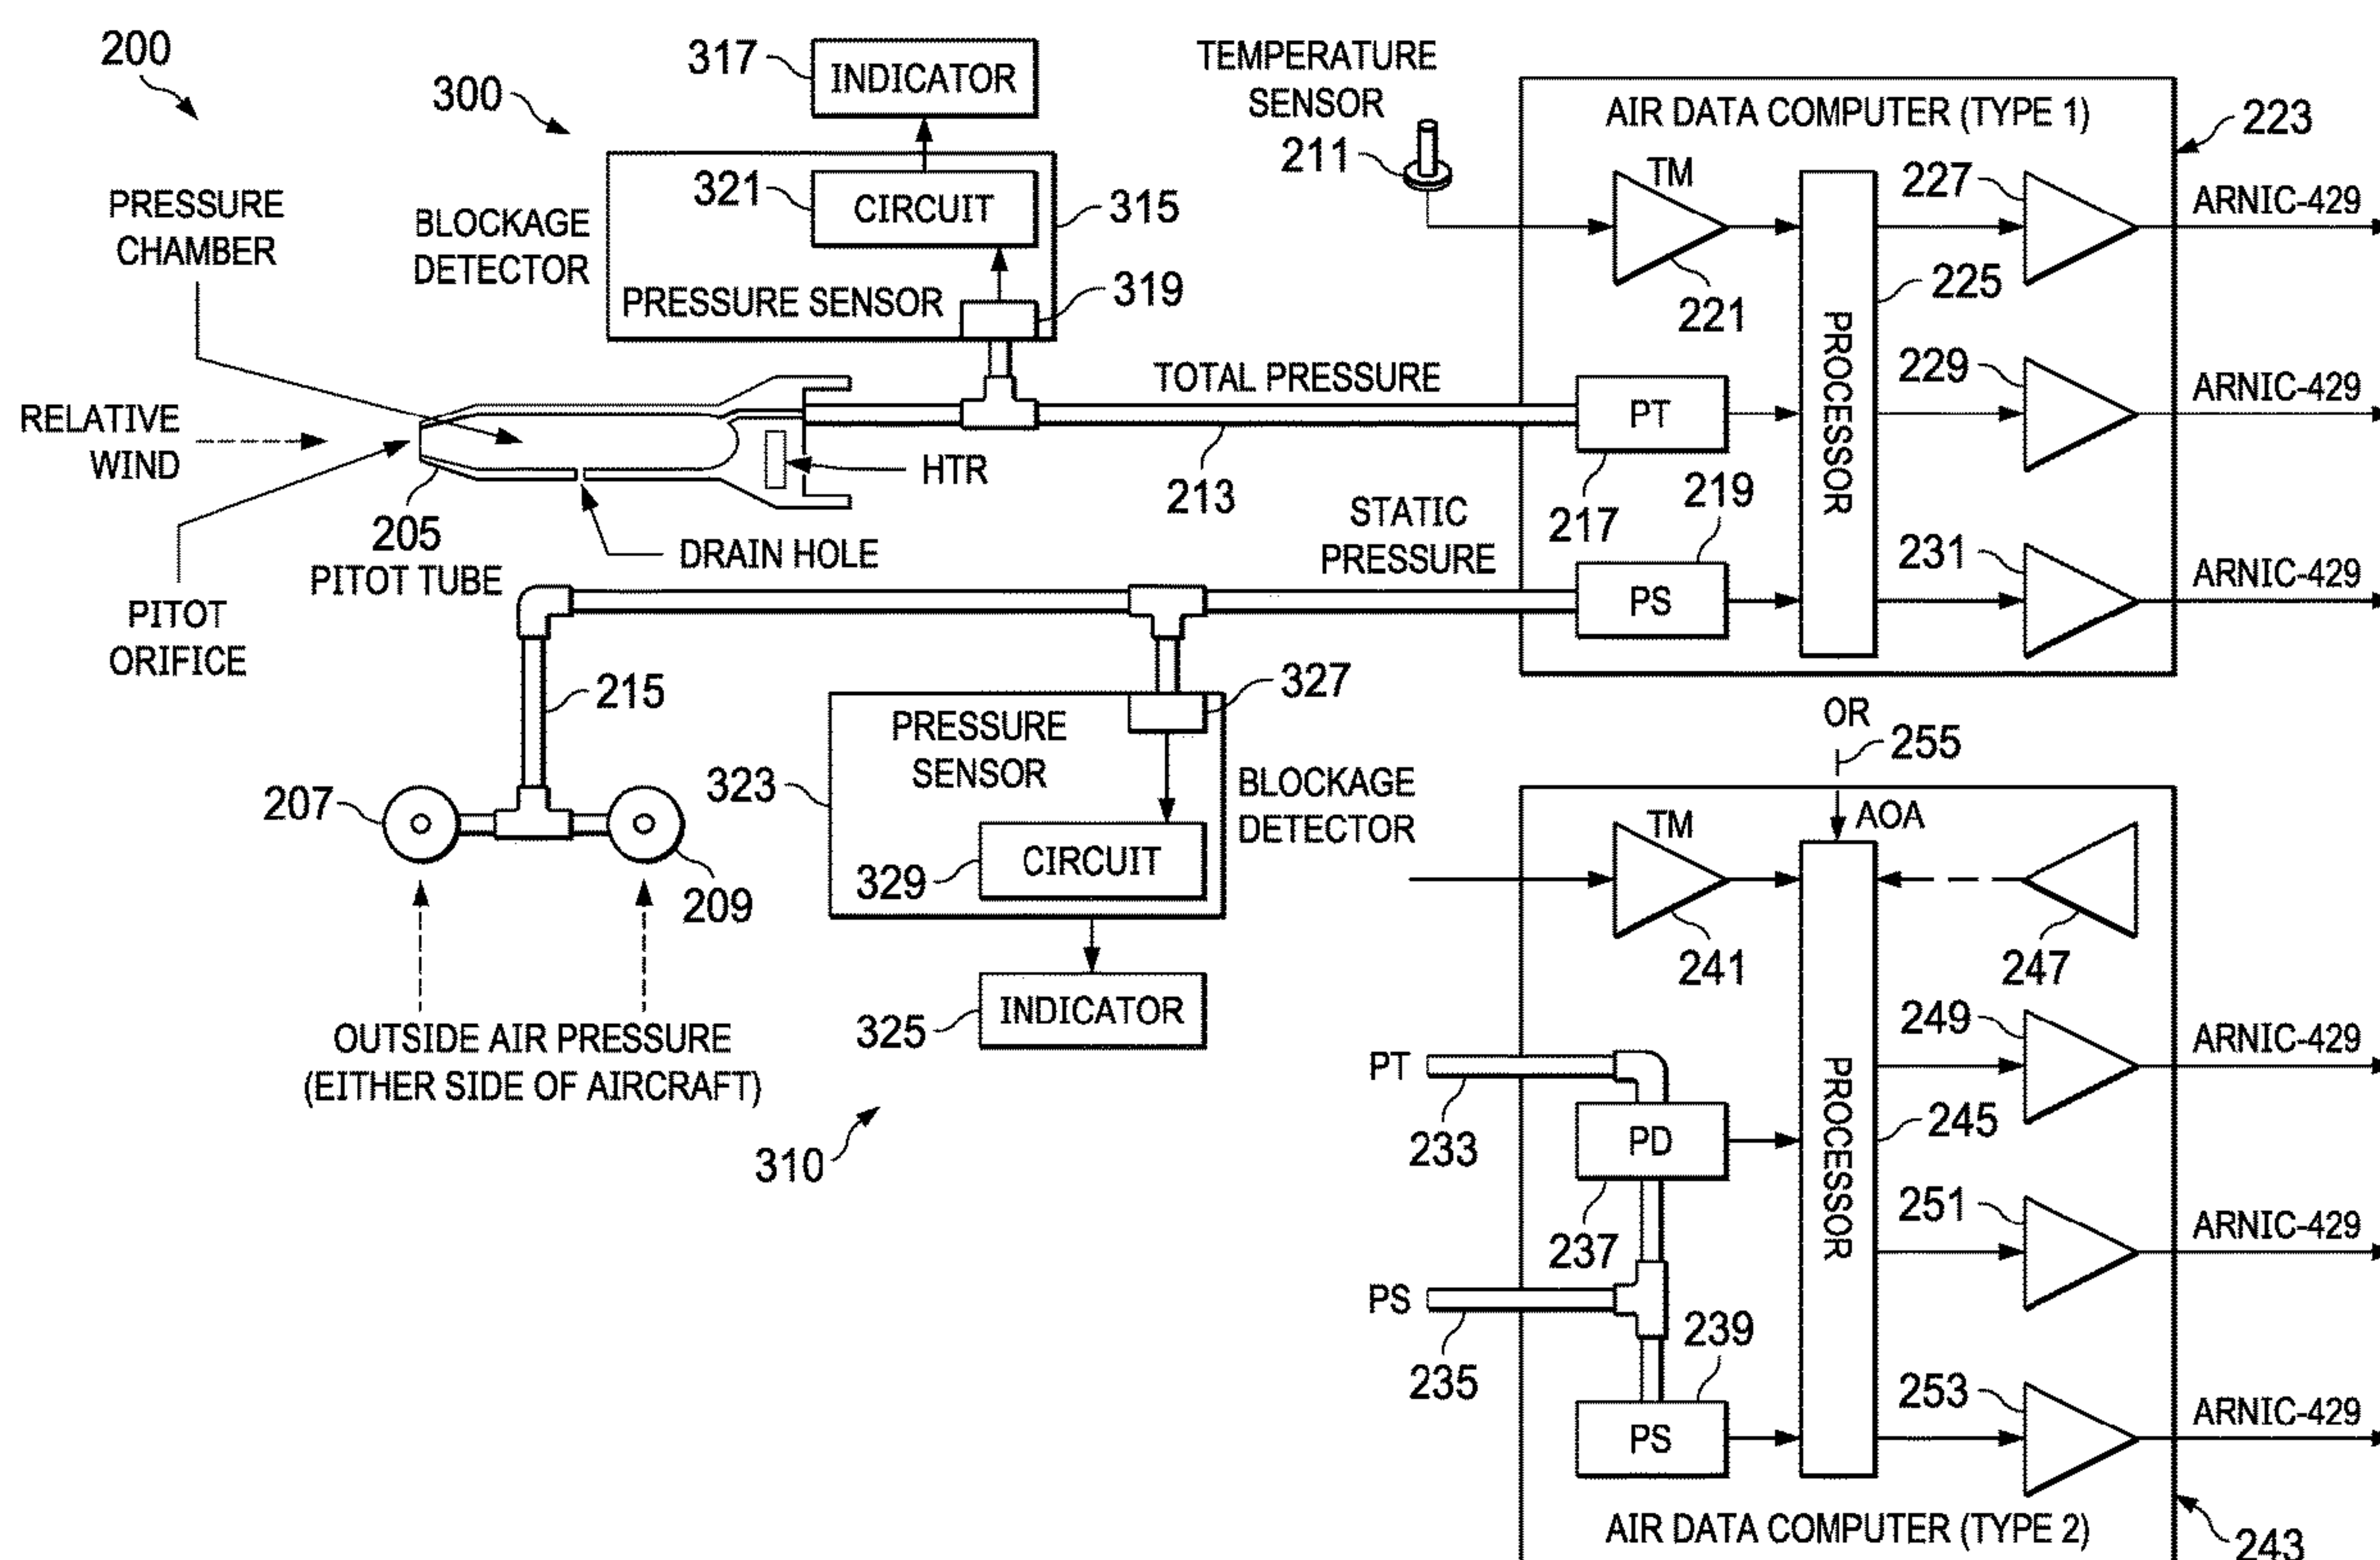 200
300
317
INDICATOR
TEMPERATURE
SENSOR
211
AIR DATA COMPUTER (TYPE 1)
223
PRESSURE
CHAMBER
BLOCKAGE
DETECTOR
321
CIRCUIT
315
PRESSURE SENSOR
319
TM
221
PROCESSOR
225
227
ARNIC-429
229
ARNIC-429
231
ARNIC-429
RELATIVE
WIND
TOTAL PRESSURE
213
PT
217
HTR
205
PITOT TUBE
DRAIN HOLE
PITOT
ORIFICE
STATIC
PRESSURE
219
PS
215
207
209
OUTSIDE AIR PRESSURE
(EITHER SIDE OF AIRCRAFT)
327
PRESSURE
SENSOR
323
BLOCKAGE
DETECTOR
329
CIRCUIT
325
INDICATOR
310
OR
255
AOA
TM
241
247
PT
233
PD
237
PS
235
239
PS
PROCESSOR
245
249
ARNIC-429
251
ARNIC-429
253
ARNIC-429
AIR DATA COMPUTER (TYPE 2)
243